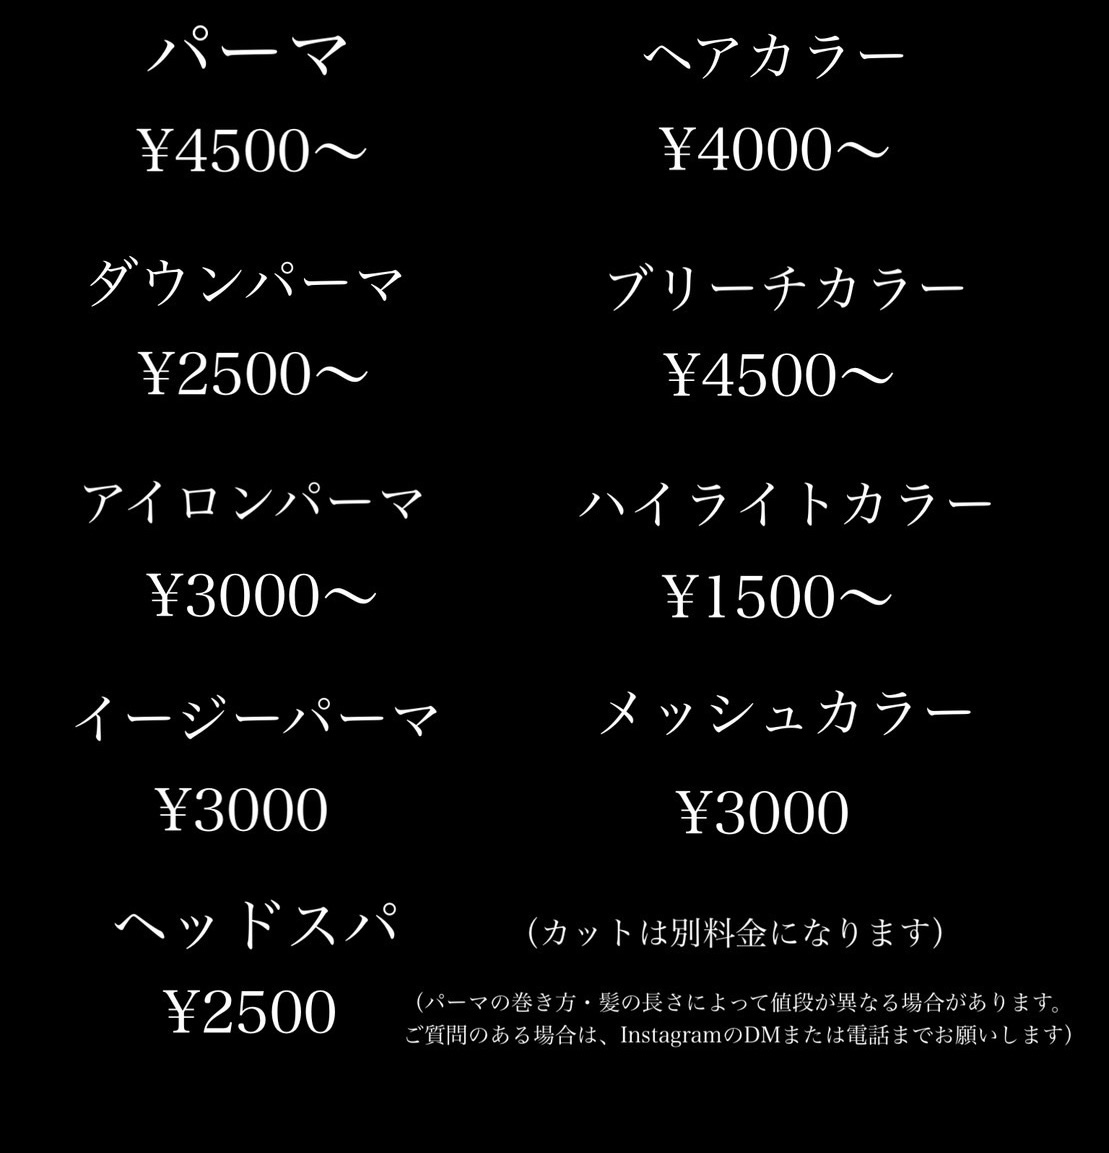 パーマ
¥4500〜
ヘアカラー
¥4000〜
ダウンパーマ
¥2500〜
ブリーチカラー
¥4500〜
アイロンパーマ
¥3000〜
ハイライトカラー
¥1500〜
イージーパーマ
¥3000
メッシュカラー
¥3000
ヘッドスパ
¥2500
（カットは別料金になります）
（パーマの巻き方・髪の長さによって値段が異なる場合があります。
ご質問のある場合は、InstagramのDMまたは電話までお願いします）